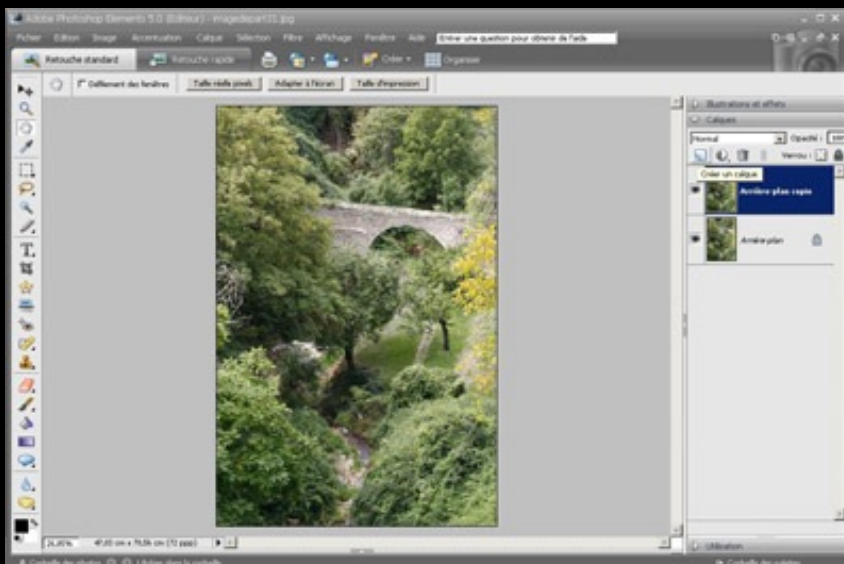 Adobe Photoshop Elements 5.0 (Editeur) - imagedepart31.jpg
Fichier Edition Image Accentuation Calque Sélection Filtre Affichage Fenêtre Aide Entrer une question pour obtenir de l'aide
Retouche standard Retouche rapide Créer Organiser
Défilement des fenêtres Taille réelle pixels Adapter à l'écran Taille d'impression
Illustrations et effets
Calques
Normal Opacité :
Verrou :
Créer un calque
Arrière-plan copie
Arrière-plan
Utilisation
Corbeille des photos